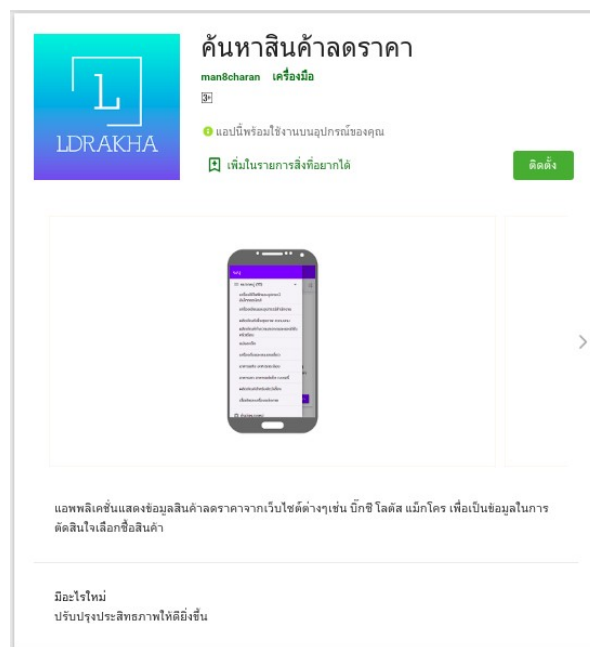 ค้นหาสินค้าลดราคา
man8charan เครื่องมือ
3+
แอปนี้พร้อมใช้งานบนอุปกรณ์ของคุณ
เพิ่มในรายการสิ่งที่อยากได้
ติดตั้ง
L
LDRAKHA
เมนู
แอพพลิเคชั่นแสดงข้อมูลสินค้าลดราคาจากเว็บไซต์ต่างๆเช่น บิ๊กซี โลตัส แม็กโคร เพื่อเป็นข้อมูลในการ
ตัดสินใจเลือกซื้อสินค้า
มีอะไรใหม่
ปรับปรุงประสิทธภาพให้ดียิ่งขึ้น